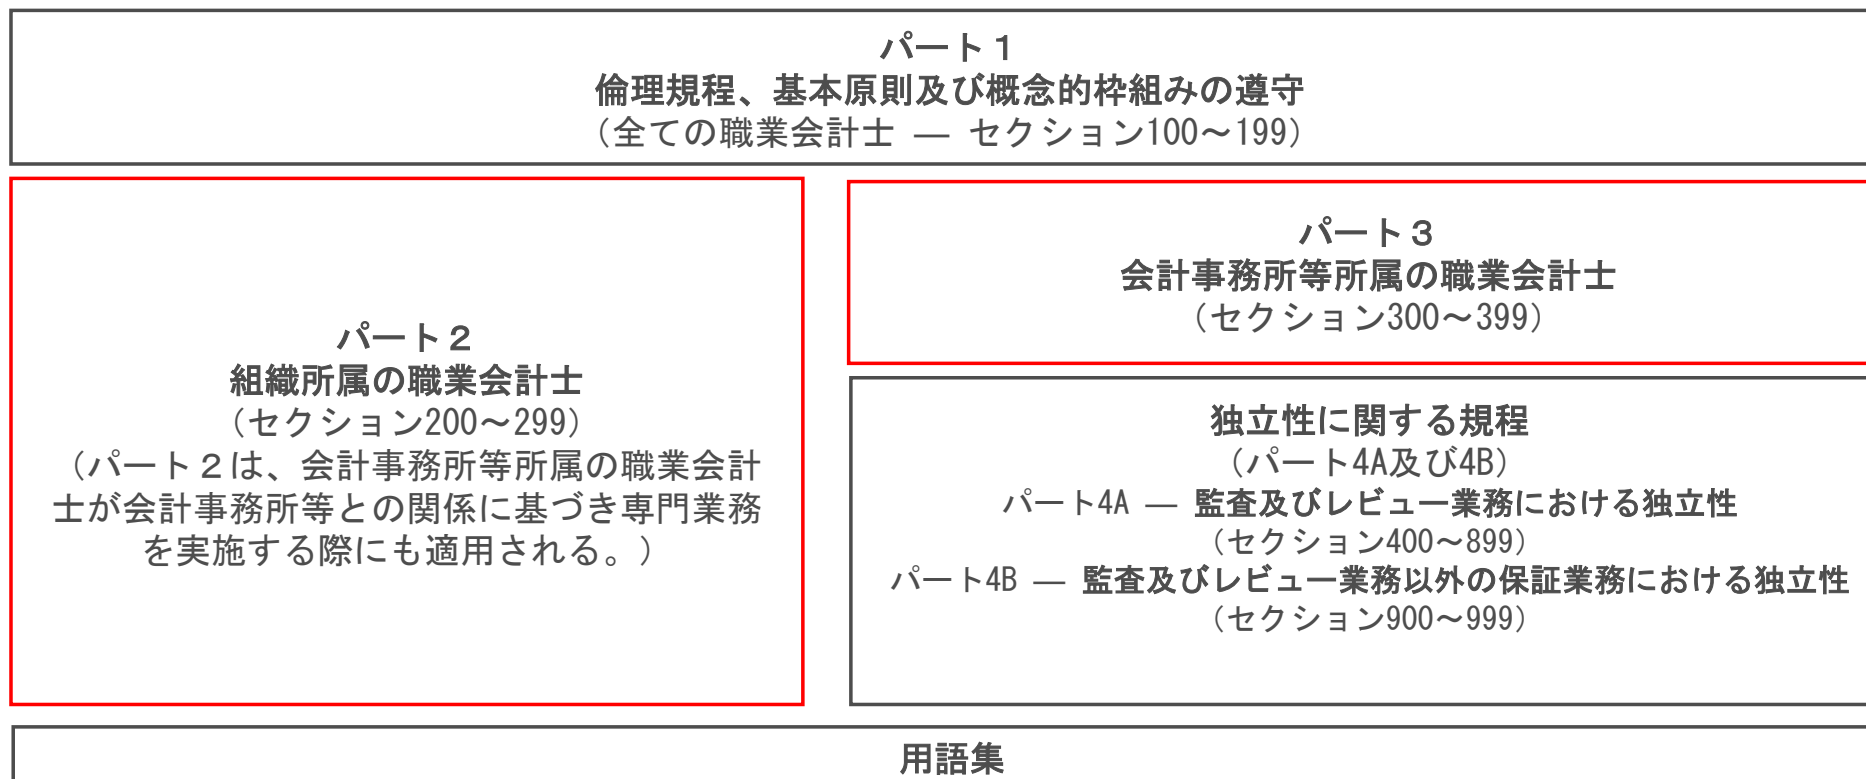 パート１
倫理規程、基本原則及び概念的枠組みの遵守
（全ての職業会計士 ― セクション100～199）
パート２
組織所属の職業会計士
（セクション200～299）
（パート２は、会計事務所等所属の職業会計
士が会計事務所等との関係に基づき専門業務
を実施する際にも適用される。）
パート３
会計事務所等所属の職業会計士
（セクション300～399）
独立性に関する規程
（パート4A及び4B）
パート4A ― 監査及びレビュー業務における独立性
（セクション400～899）
パート4B ― 監査及びレビュー業務以外の保証業務における独立性
（セクション900～999）
用語集